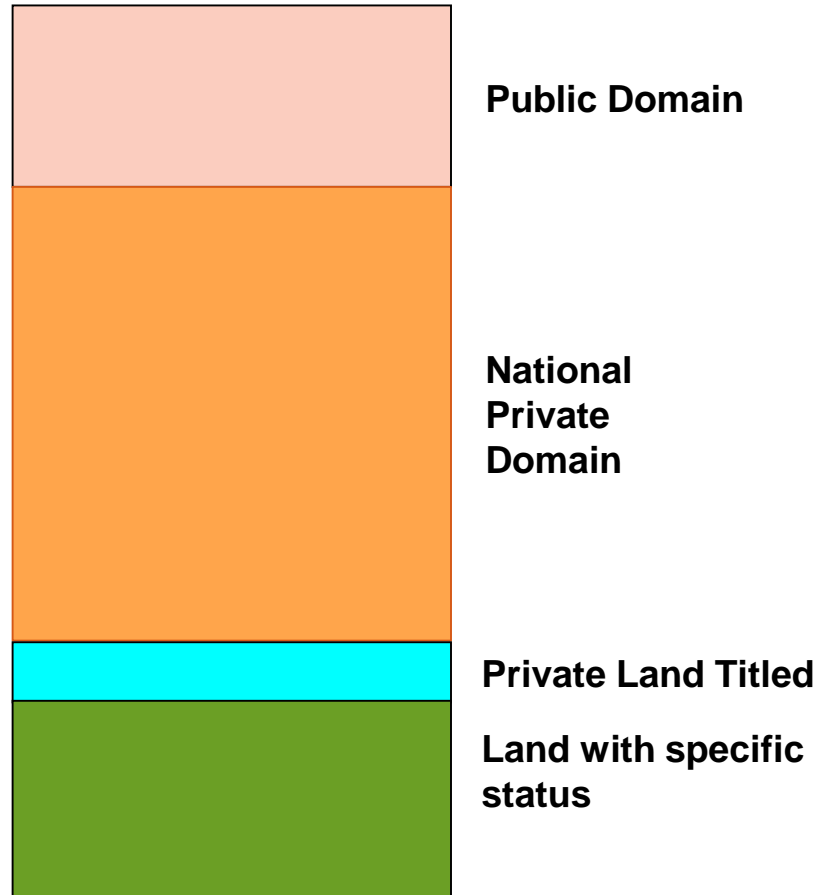 Public Domain
National
Private
Domain
Private Land Titled
Land with specific
status